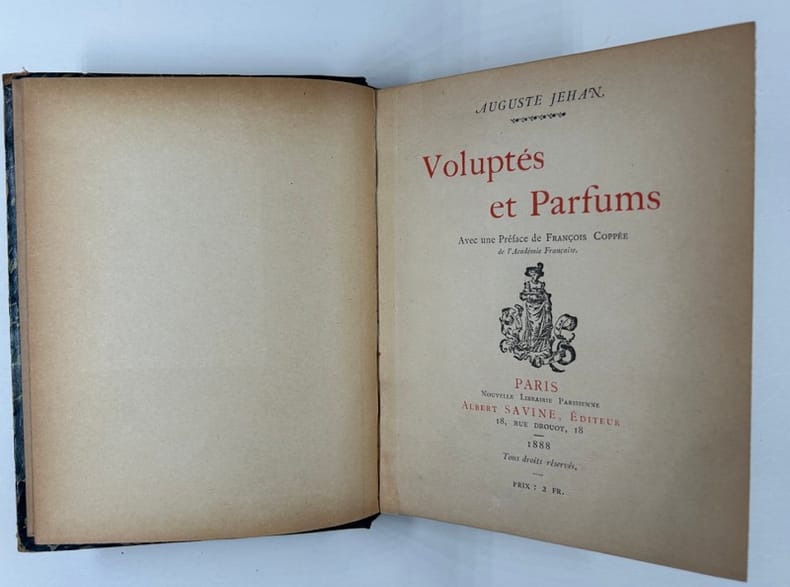 AUGUSTE JEHAN
Voluptés
et Parfums
Avec une Préface de FRANÇOIS COPPÉE
de l'Académie Française.
PARIS
NOUVELLE LIBRAIRIE PARISIENNE
ALBERT SAVINE, ÉDITEUR
18, RUE DROUOT, 18
1888
Tous droits réservés.
PRIX : 2 FR.